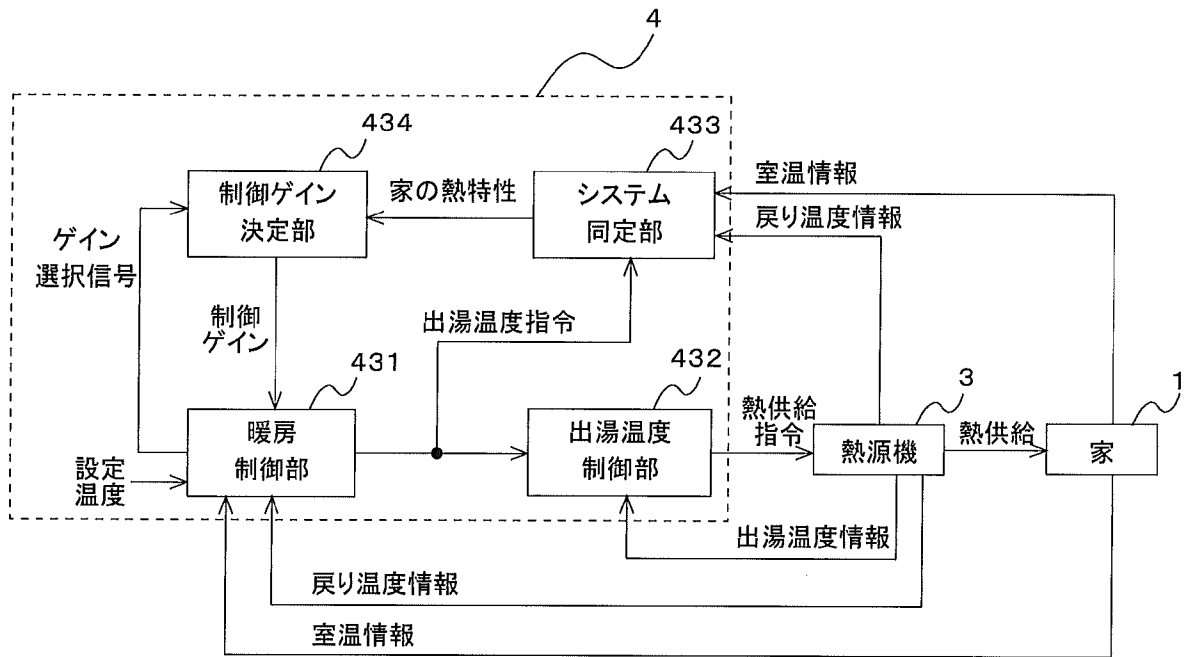 4
434
433
制御ゲイン
決定部
家の熱特性
システム
同定部
室温情報
戻り温度情報
ゲイン
選択信号
制御
ゲイン
出湯温度指令
431
432
3
1
暖房
制御部
出湯温度
制御部
熱供給
指令
熱源機
熱供給
家
設定
温度
出湯温度情報
戻り温度情報
室温情報